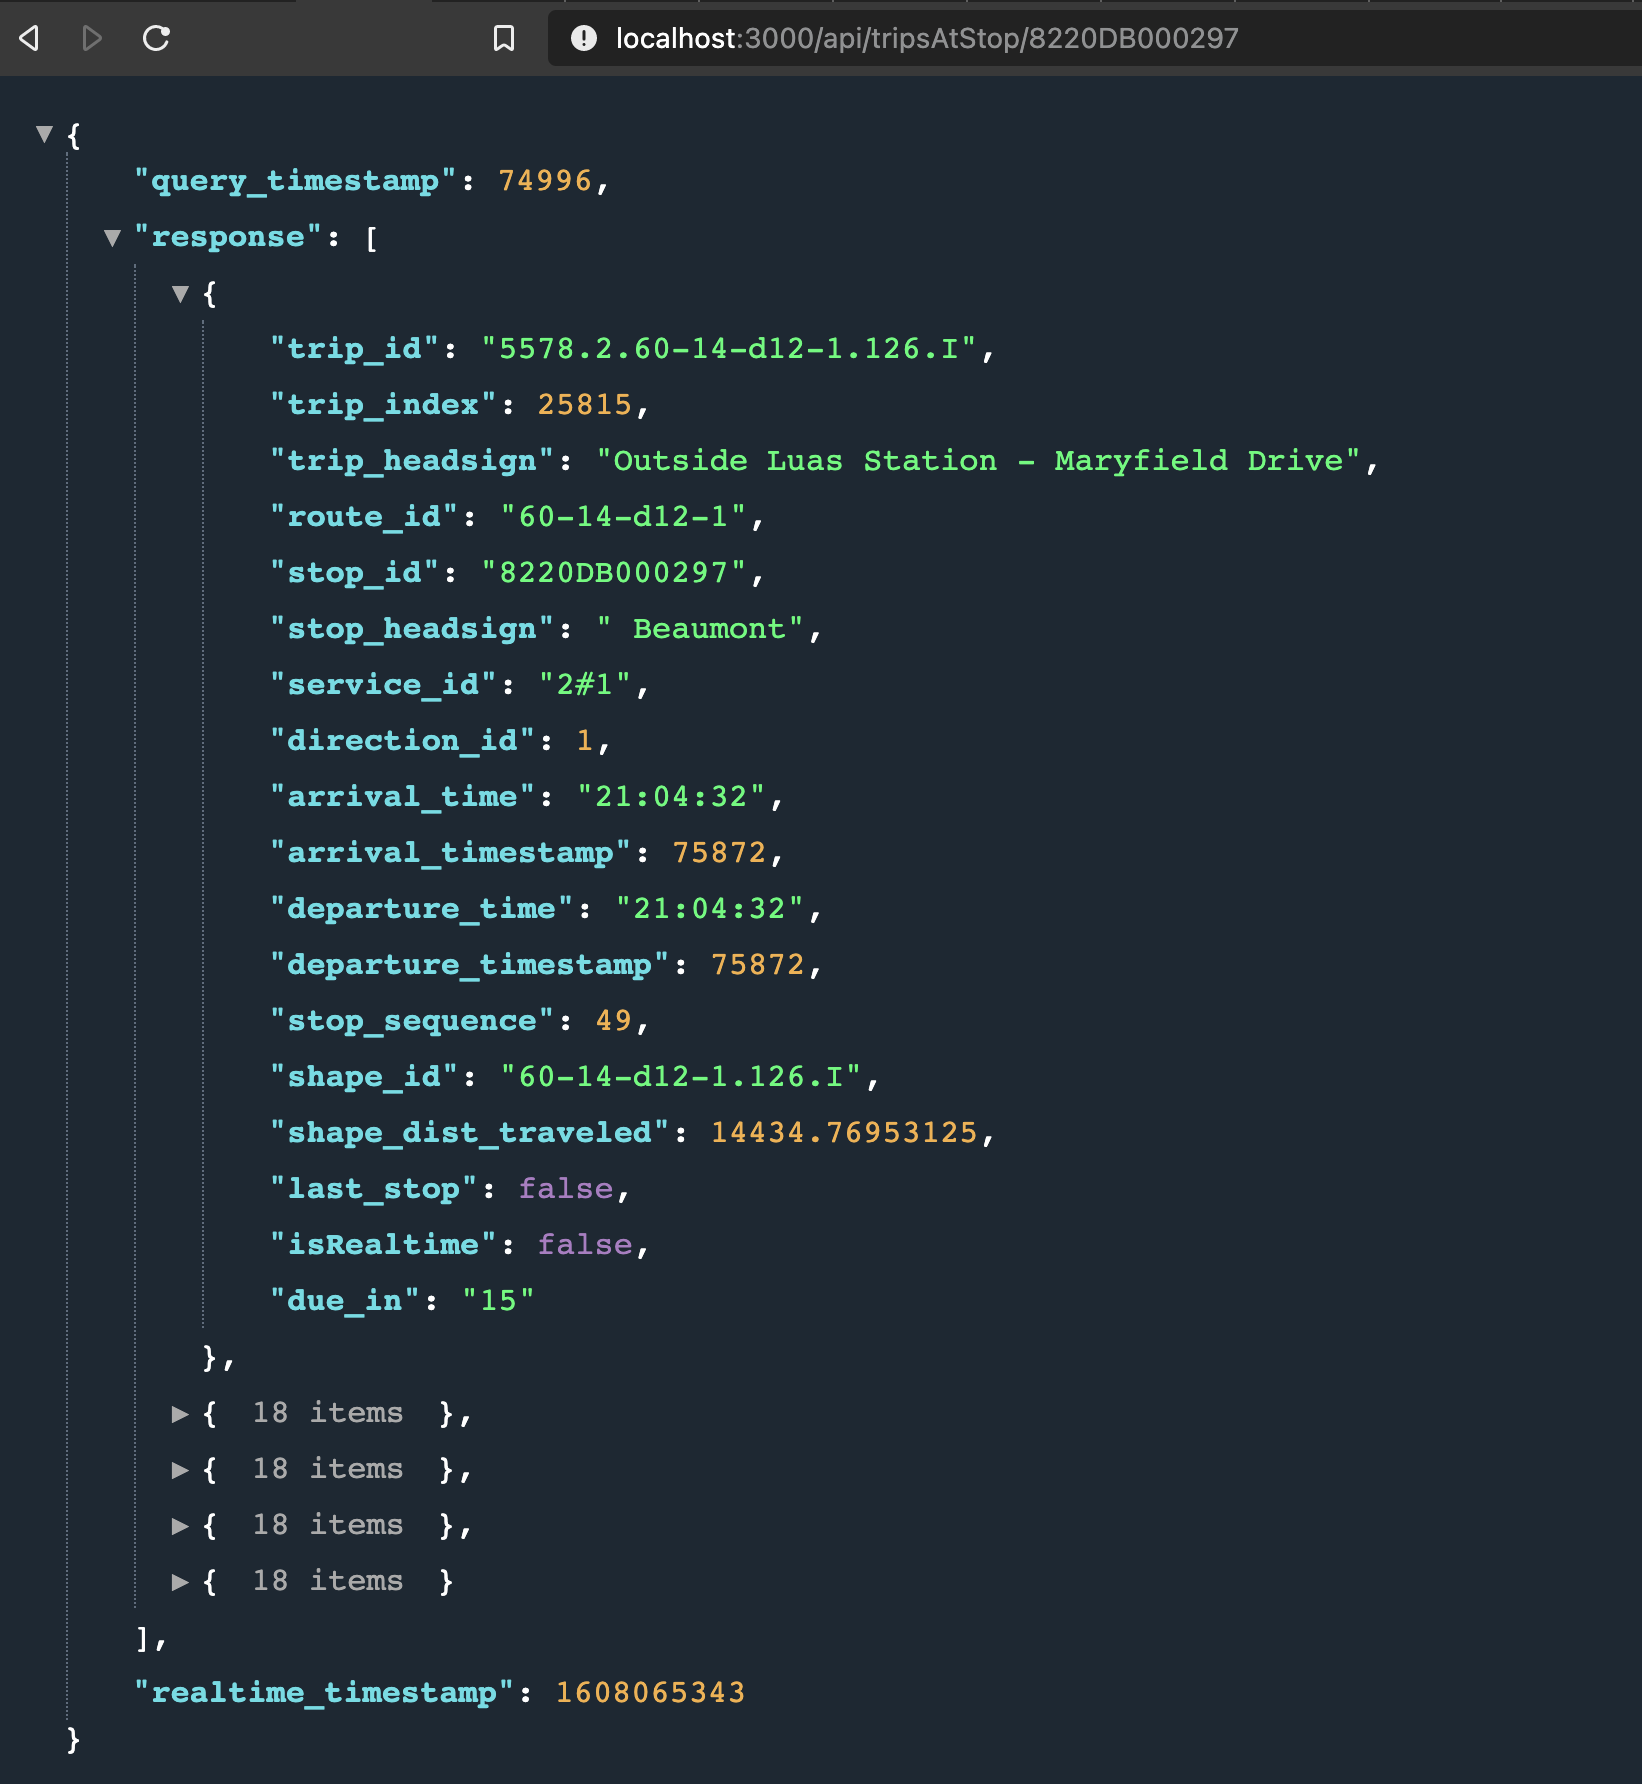 localhost:3000/api/tripsAtStop/8220DB000297
{
"query_timestamp": 74996,
"response": [
{
"trip_id": "5578.2.60-14-d12-1.126.I",
"trip_index": 25815,
"trip_headsign": "Outside Luas Station - Maryfield Drive",
"route_id": "60-14-d12-1",
"stop_id": "8220DB000297",
"stop_headsign": " Beaumont",
"service_id": "2#1",
"direction_id": 1,
"arrival_time": "21:04:32",
"arrival_timestamp": 75872,
"departure_time": "21:04:32",
"departure_timestamp": 75872,
"stop_sequence": 49,
"shape_id": "60-14-d12-1.126.I",
"shape_dist_traveled": 14434.76953125,
"last_stop": false,
"isRealtime": false,
"due_in": "15"
},
{ 18 items },
{ 18 items },
{ 18 items },
{ 18 items }
],
"realtime_timestamp": 1608065343
}